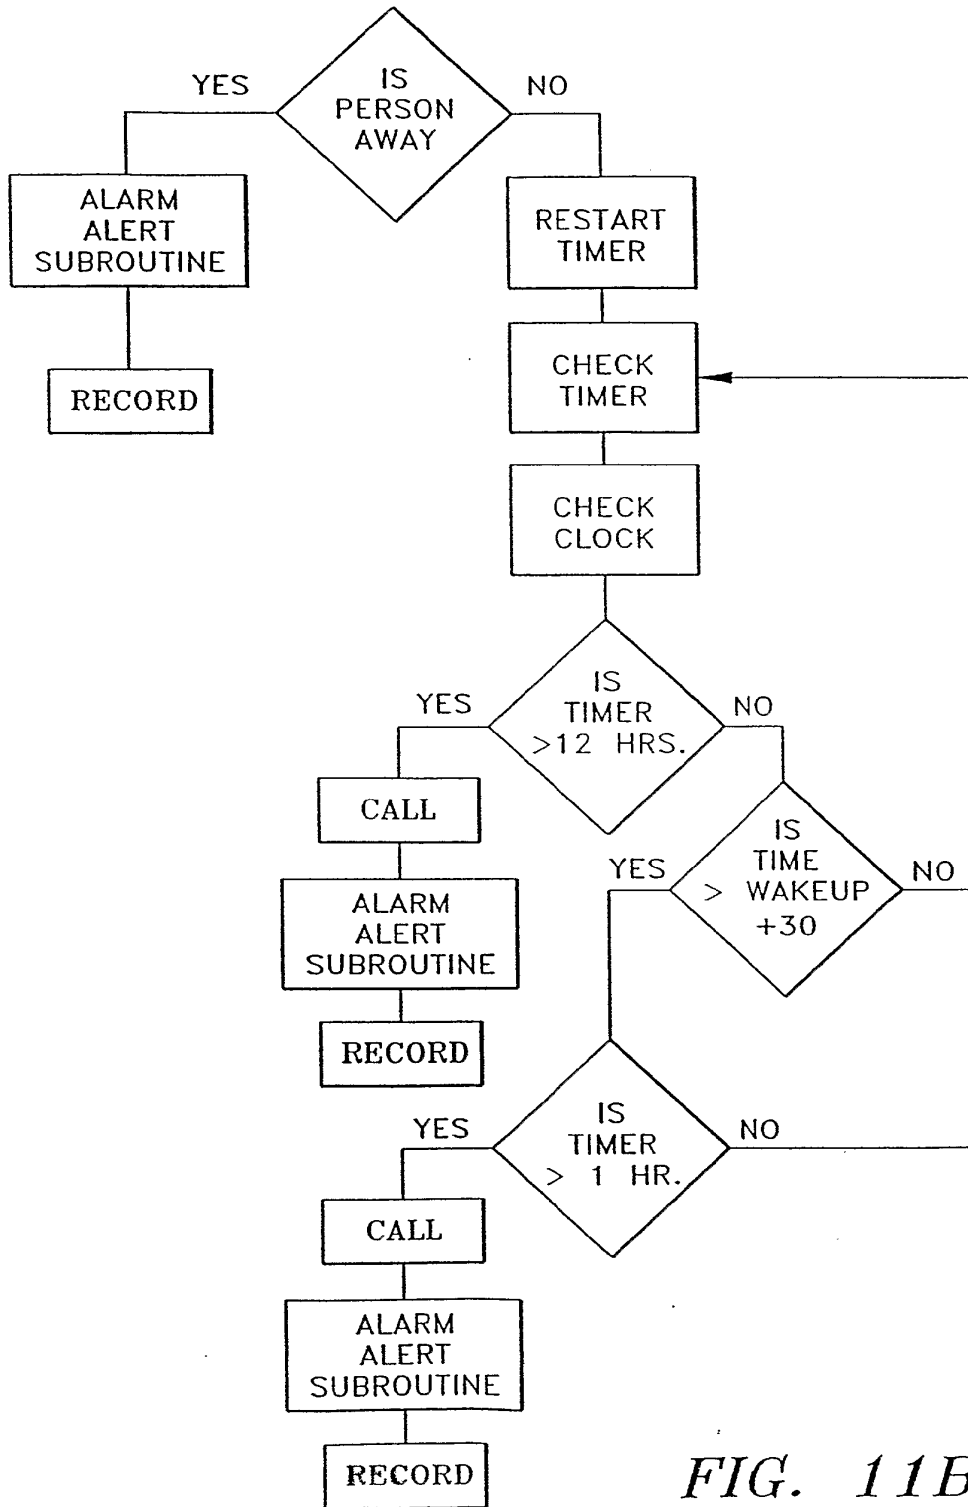 IS
PERSON
AWAY
YES
NO
ALARM
ALERT
SUBROUTINE
RECORD
RESTART
TIMER
CHECK
TIMER
CHECK
CLOCK
IS
TIMER
>12 HRS.
YES
NO
CALL
ALARM
ALERT
SUBROUTINE
RECORD
IS
TIME
> WAKEUP
+30
YES
NO
IS
TIMER
> 1 HR.
YES
NO
CALL
ALARM
ALERT
SUBROUTINE
RECORD
FIG. 11B